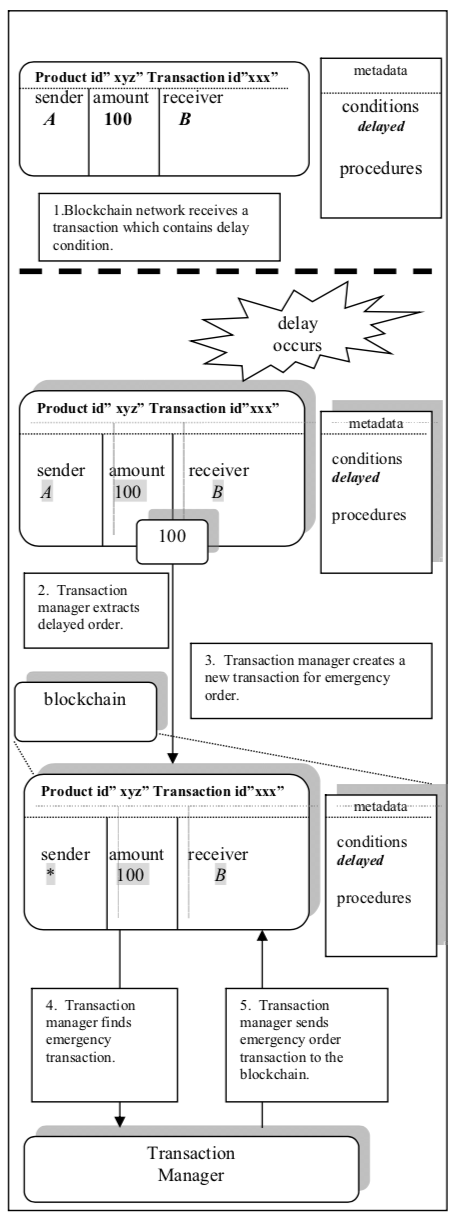 Product id” xyz” Transaction id”xxx”
sender amount receiver
A 100 B
metadata
conditions
delayed
procedures
1.Blockchain network receives a
transaction which contains delay
condition.
delay
occurs
Product id” xyz” Transaction id”xxx”
sender amount receiver
A 100 B
metadata
conditions
delayed
procedures
100
2. Transaction
manager extracts
delayed order.
3. Transaction manager creates a
new transaction for emergency
order.
blockchain
Product id” xyz” Transaction id”xxx”
sender amount receiver
* 100 B
metadata
conditions
delayed
procedures
4. Transaction
manager finds
emergency
transaction.
5. Transaction
manager sends
emergency order
transaction to the
blockchain.
Transaction
Manager